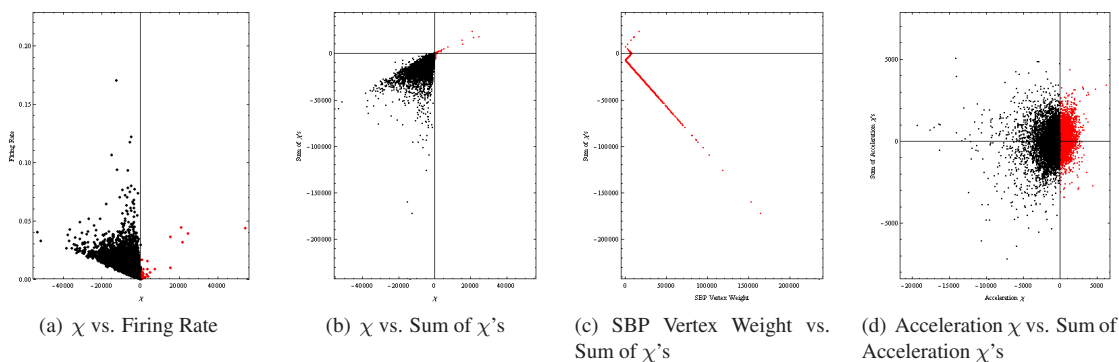 Firing Rate
0.20
0.15
0.10
0.05
0.00
-40000 -20000 0 20000 40000
χ
(a) χ vs. Firing Rate
Sum of χ's
0
-50000
-100000
-150000
-200000
-40000 -20000 0 20000 40000
χ
(b) χ vs. Sum of χ's
Sum of χ's
0
-50000
-100000
-150000
-200000
0 50000 100000 150000 200000
SBP Vertex Weight
(c) SBP Vertex Weight vs.
Sum of χ's
Sum of Acceleration χ's
5000
0
-5000
-20000 -15000 -10000 -5000 0 5000
Acceleration χ
(d) Acceleration χ vs. Sum of
Acceleration χ's